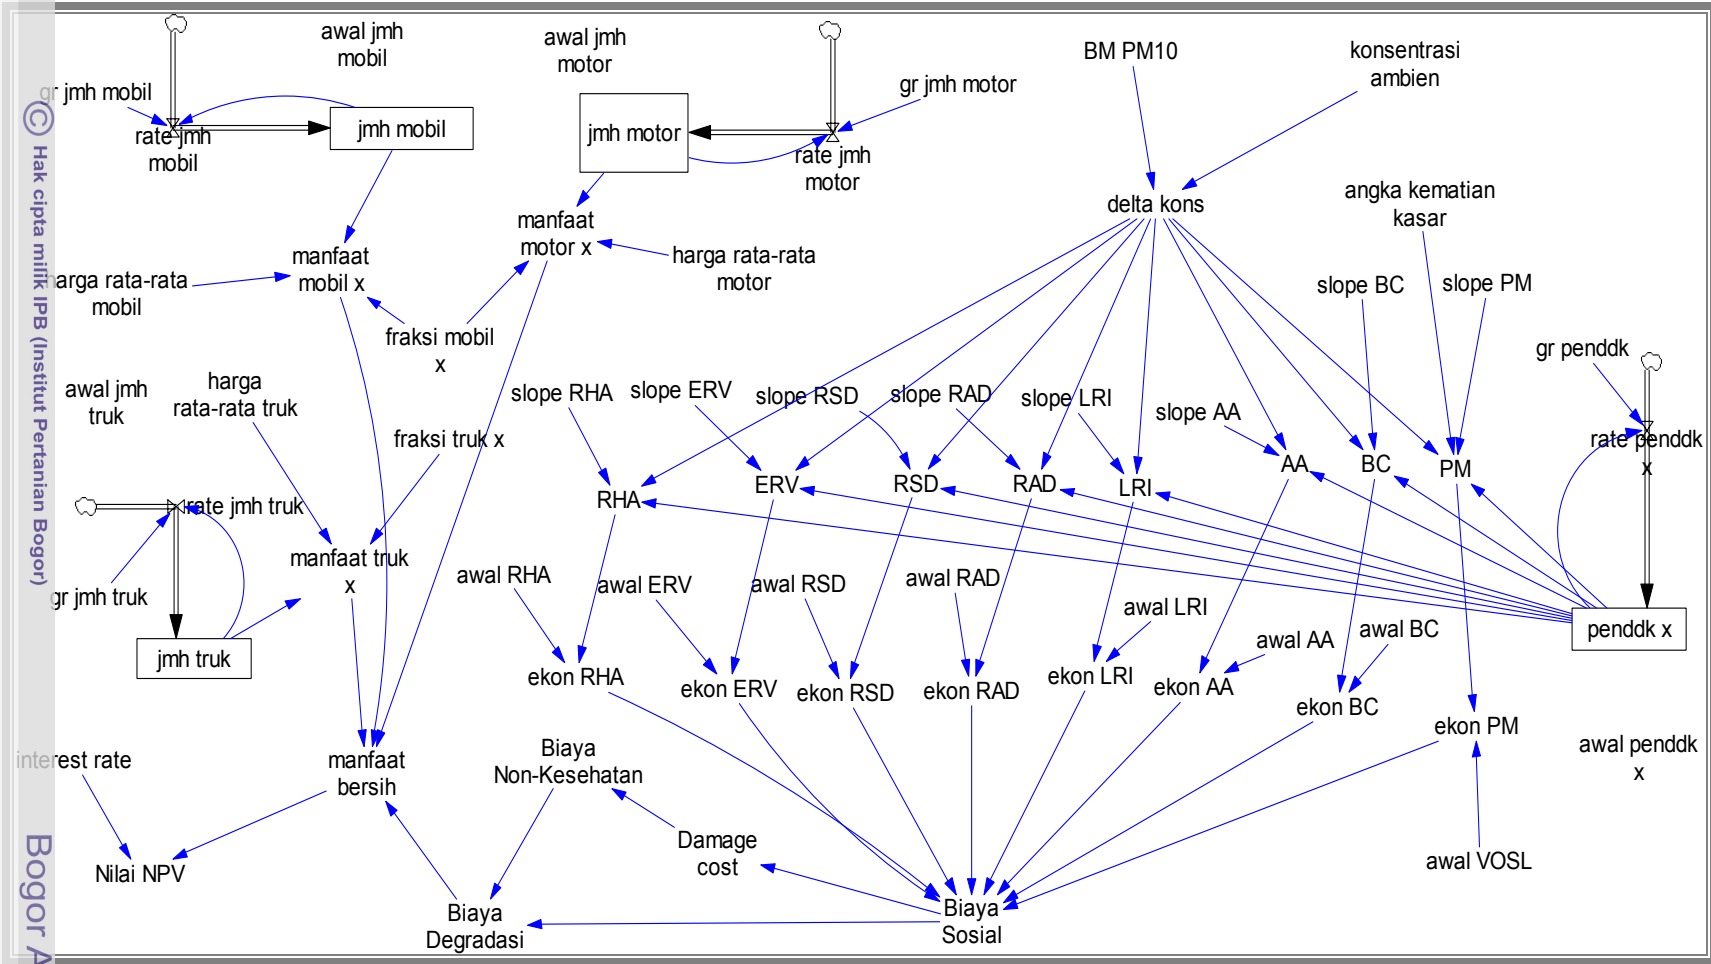 awal jmh
mobil
awal jmh
motor
BM PM10
konsentrasi
ambien
gr jmh mobil
gr jmh motor
rate jmh
mobil
jmh mobil
jmh motor
rate jmh
motor
delta kons
angka kematian
kasar
manfaat
motor x
manfaat
mobil x
harga rata-rata
motor
harga rata-rata
mobil
slope BC
slope PM
fraksi mobil
x
gr penddk
awal jmh
truk
harga
rata-rata truk
slope RHA
slope ERV
slope RSD
slope RAD
slope LRI
slope AA
fraksi truk x
rate penddk
x
RHA
ERV
RSD
RAD
LRI
AA
BC
PM
rate jmh truk
manfaat truk
x
gr jmh truk
awal RHA
awal ERV
awal RSD
awal RAD
awal LRI
awal AA
awal BC
penddk x
jmh truk
ekon RHA
ekon ERV
ekon RSD
ekon RAD
ekon LRI
ekon AA
ekon BC
ekon PM
awal penddk
x
interest rate
manfaat
bersih
Biaya
Non-Kesehatan
Damage
cost
awal VOSL
Nilai NPV
Biaya
Degradasi
Biaya
Sosial
© Hak cipta milik IPB (Institut Pertanian Bogor)
Bogor A